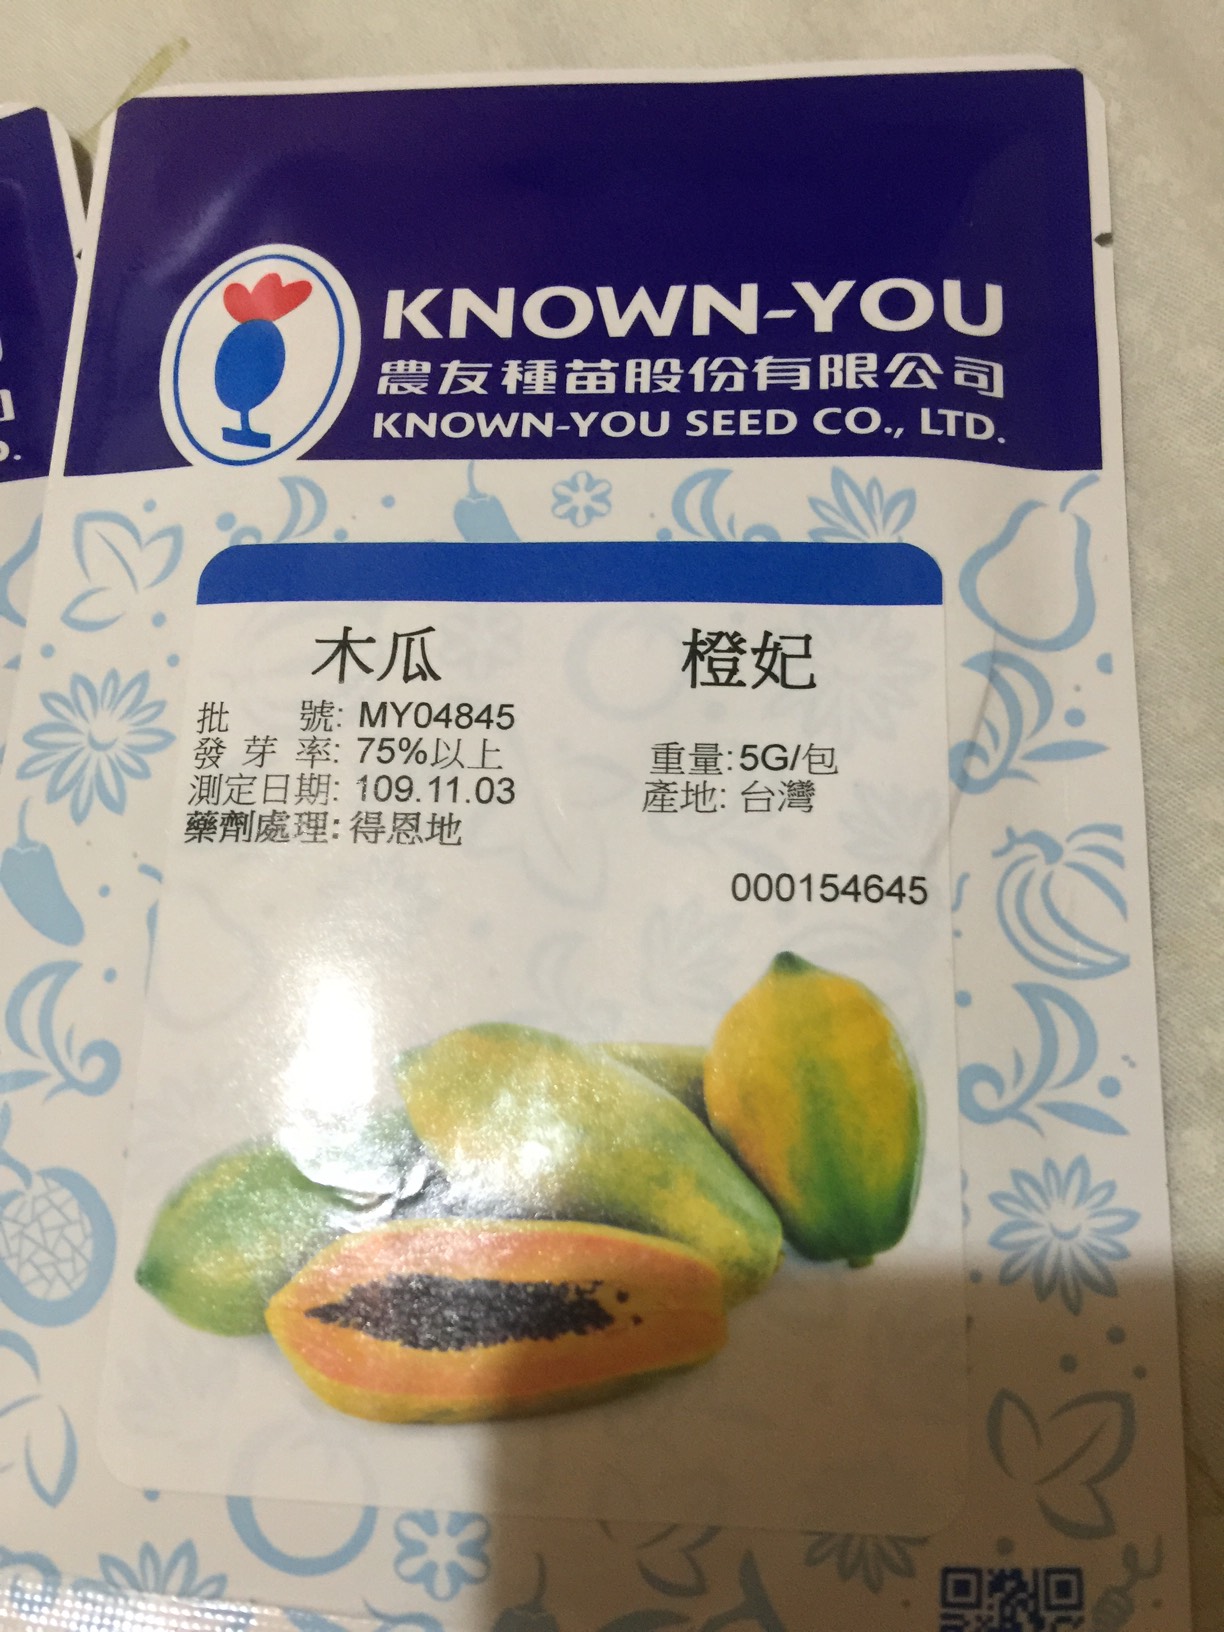 KNOWN-YOU
農友種苗股份有限公司
KNOWN-YOU SEED CO., LTD.
木瓜 橙妃
批 號: MY04845
發 芽 率: 75%以上
重量:5G/包
測定日期: 109.11.03
產地: 台灣
藥劑處理: 得恩地
000154645